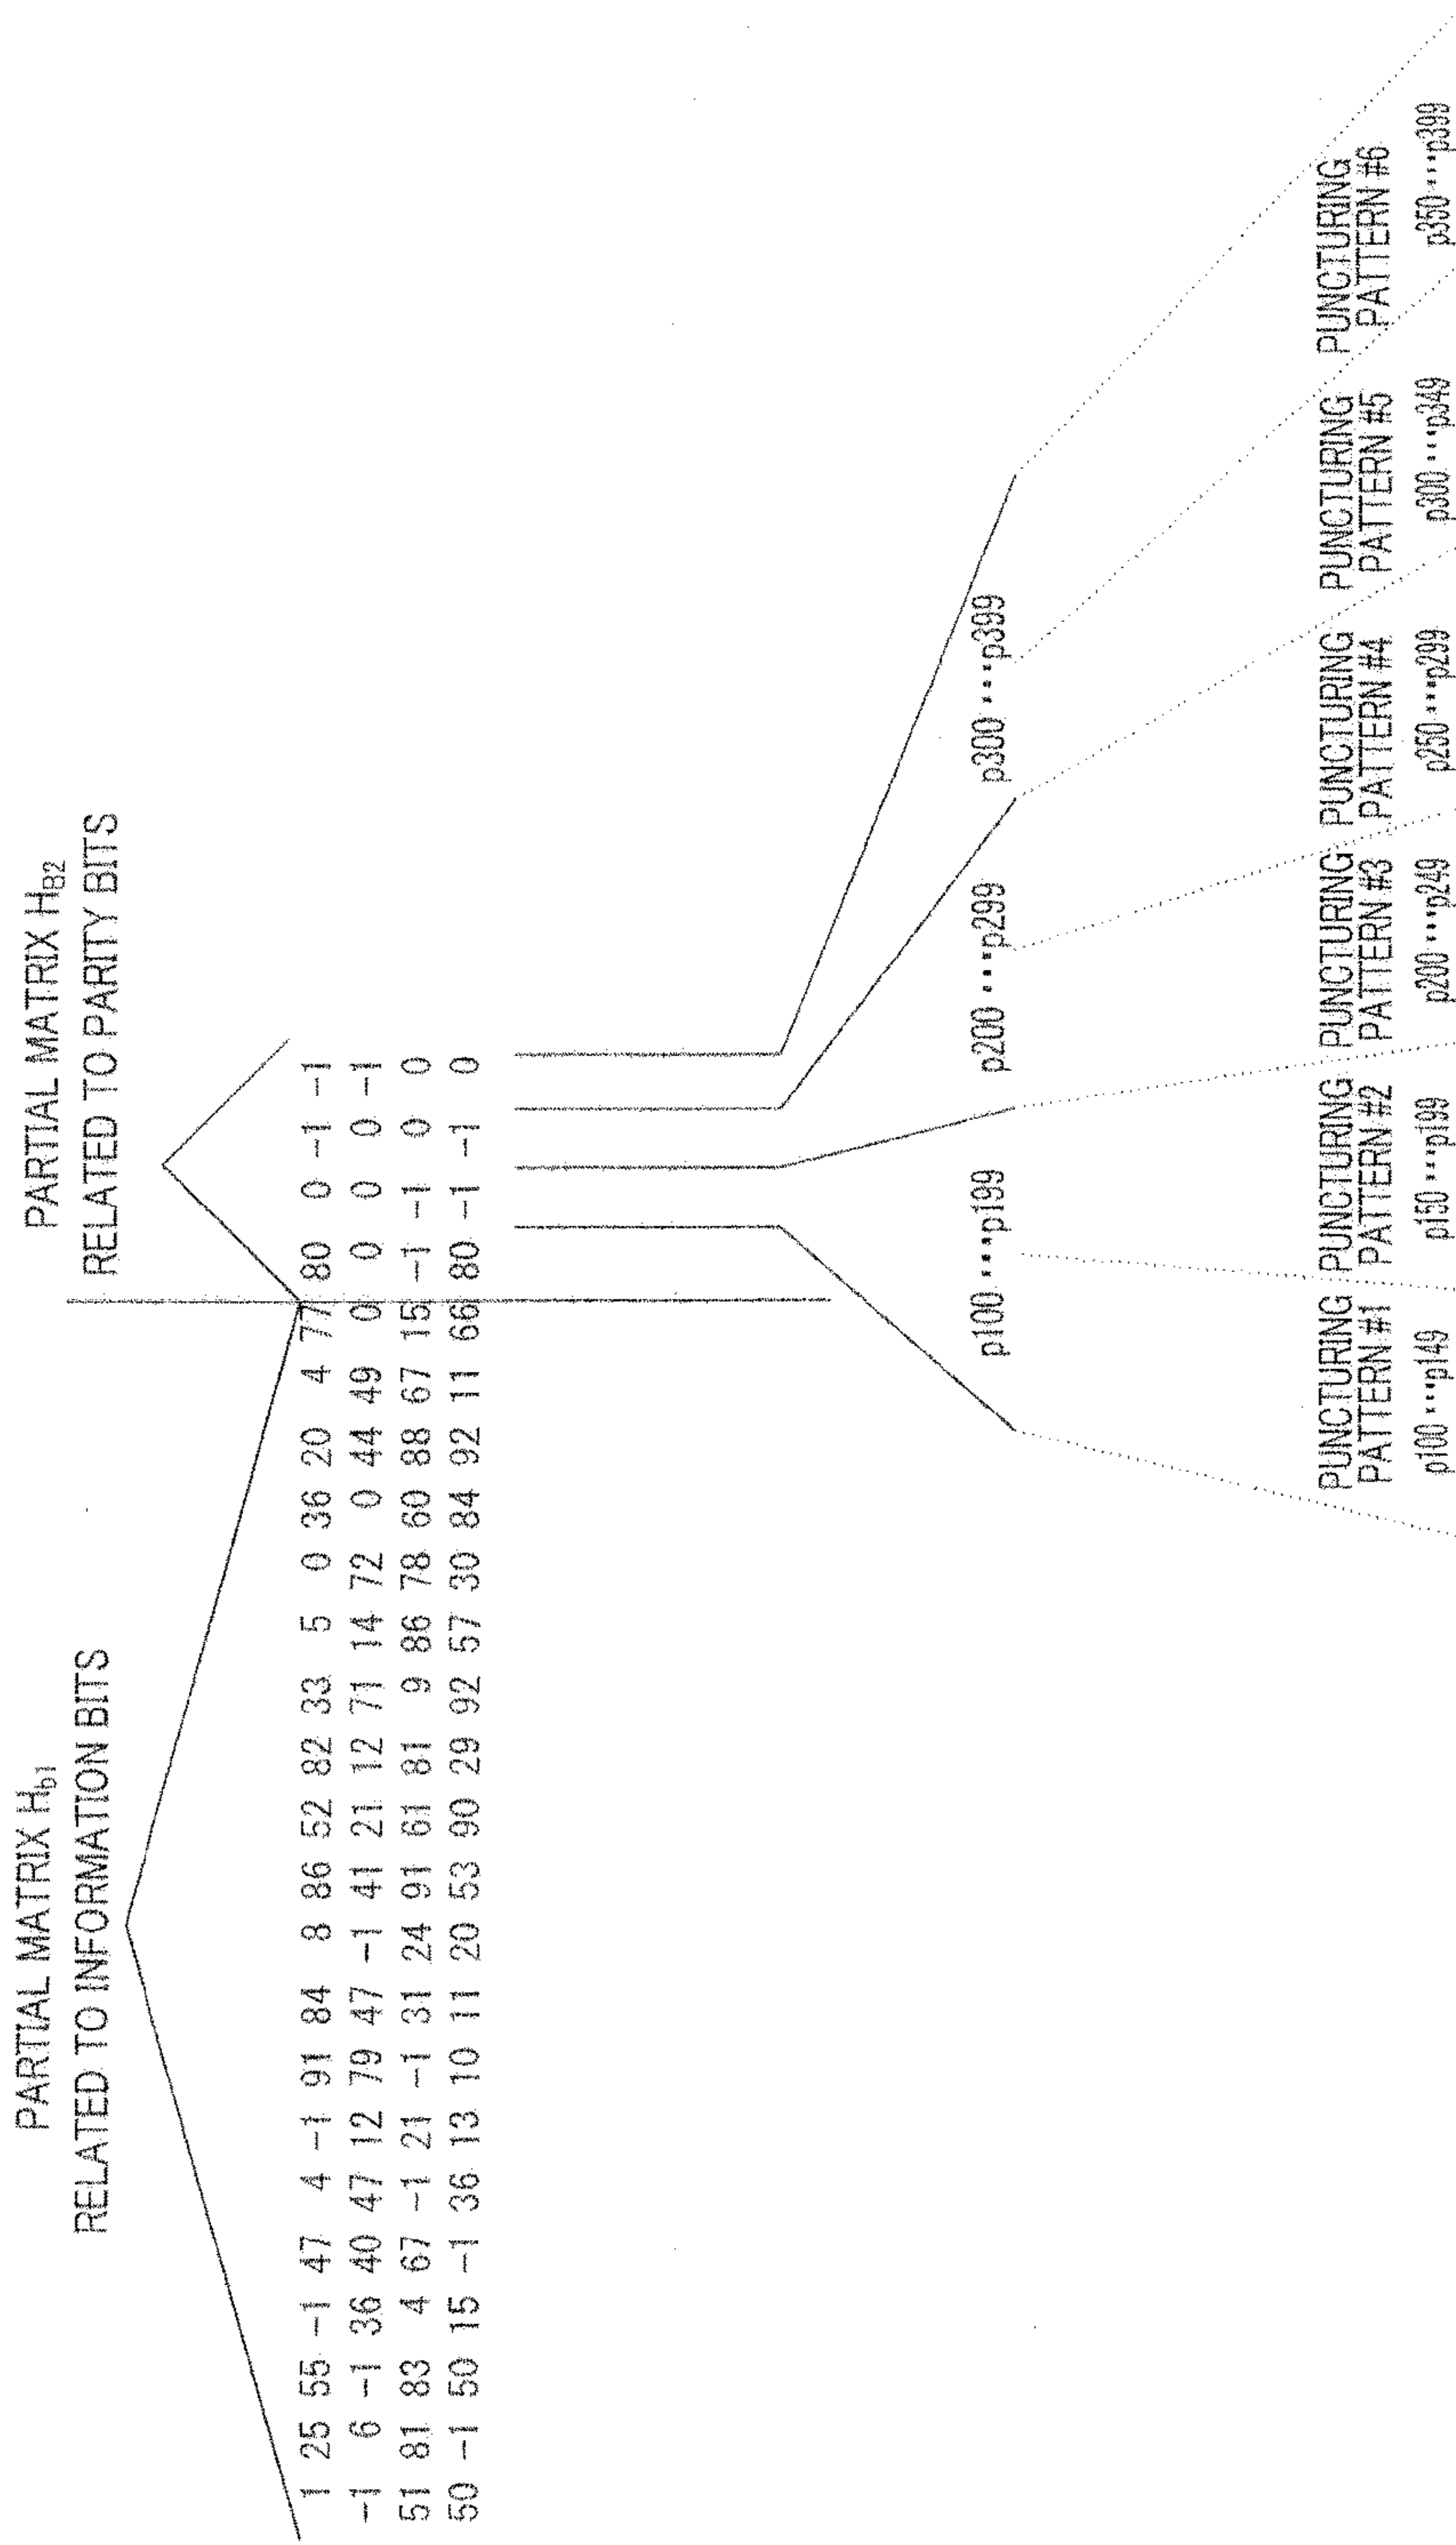 PARTIAL MATRIX Hb1
RELATED TO INFORMATION BITS
PARTIAL MATRIX HB2
RELATED TO PARITY BITS
1 25 55 -1 47 4 -1 91 84 8 86 52 82 33 5 0 36 20 4 77 80 0 -1 -1
-1 6 -1 36 40 47 12 79 47 -1 41 21 12 71 14 72 0 44 49 0 0 0 0 -1
51 81 83 4 67 -1 21 -1 31 24 91 61 81 9 86 78 60 88 67 15 -1 -1 0 0
50 -1 50 15 -1 36 13 10 11 20 53 90 29 92 57 30 84 92 11 66 80 -1 -1 0
p100 ••••p199 p200 ••••p299 p300 ••••p399
PUNCTURING PUNCTURING PUNCTURING PUNCTURING PUNCTURING PUNCTURING
PATTERN #1 PATTERN #2 PATTERN #3 PATTERN #4 PATTERN #5 PATTERN #6
p100 ••••p149 p150 ••••p199 p200 ••••p249 p250 ••••p299 p300 ••••p349 p350 ••••p399